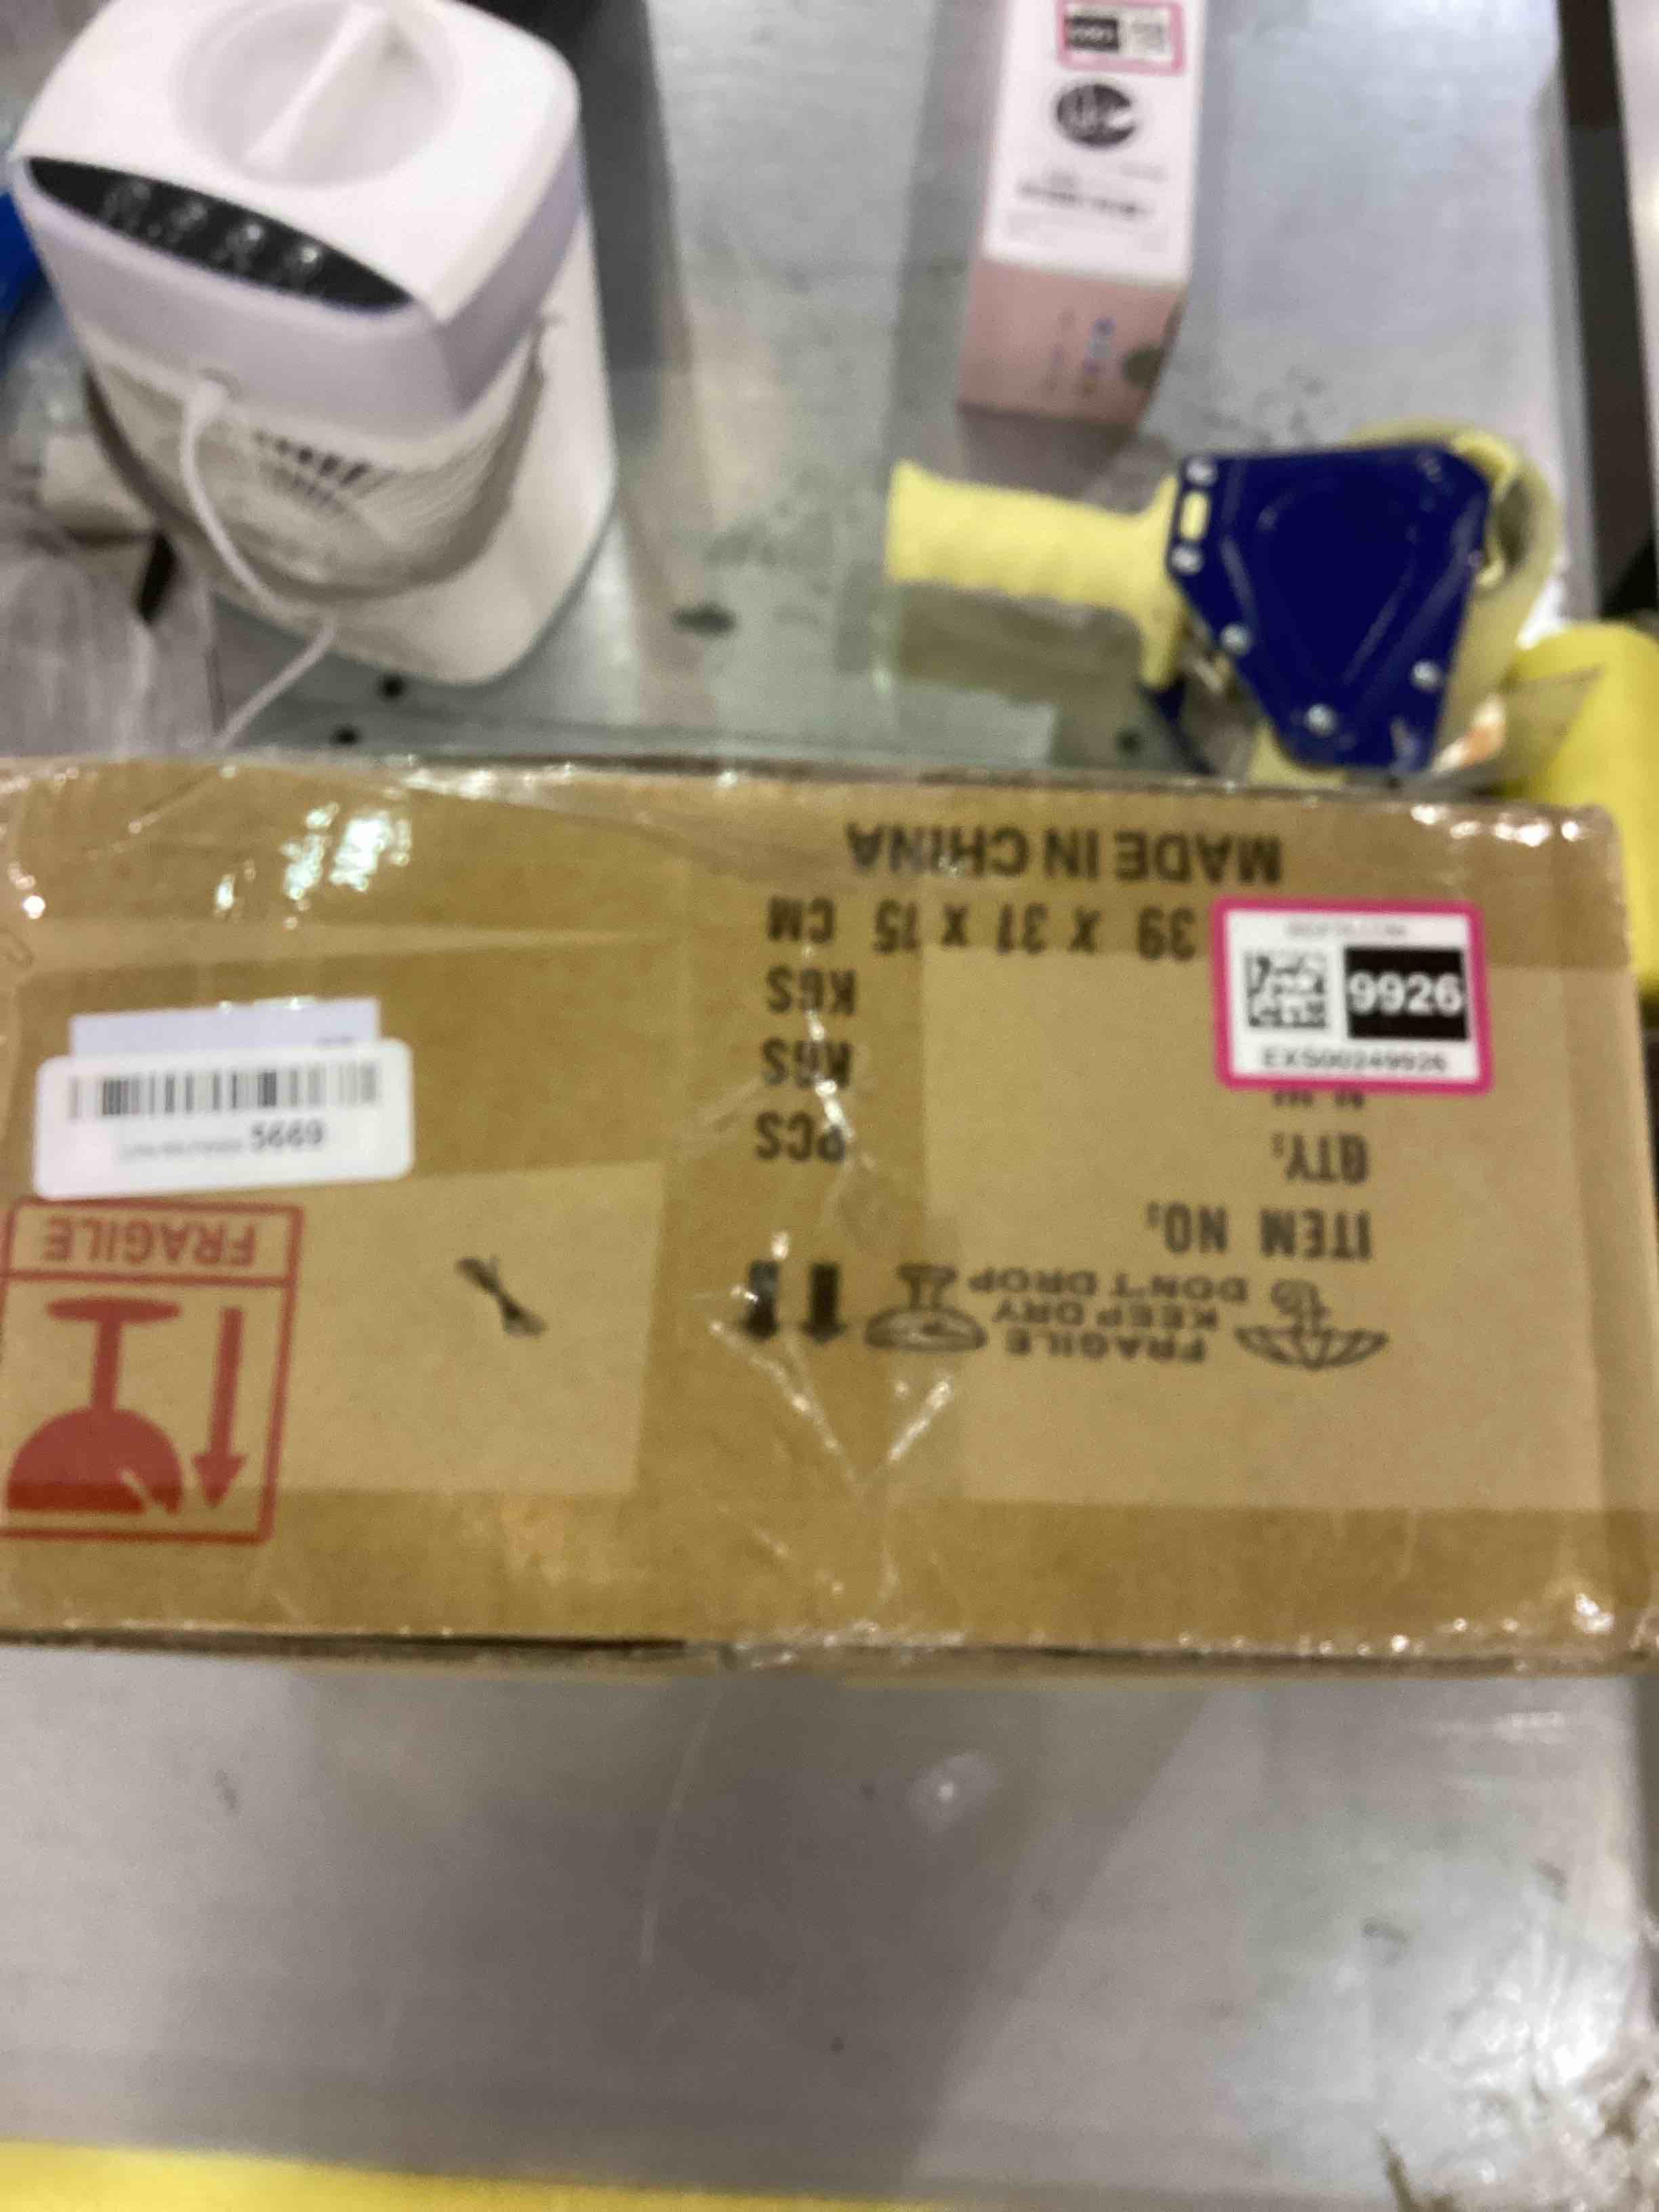 MADE IN CHINA
39 X 31 X 15 CM
KGS
KGS
QTY: PCS
ITEM NO:
FRAGILE
KEEP DRY
DON'T DROP
9926
EXS00249926
5669
FRAGILE